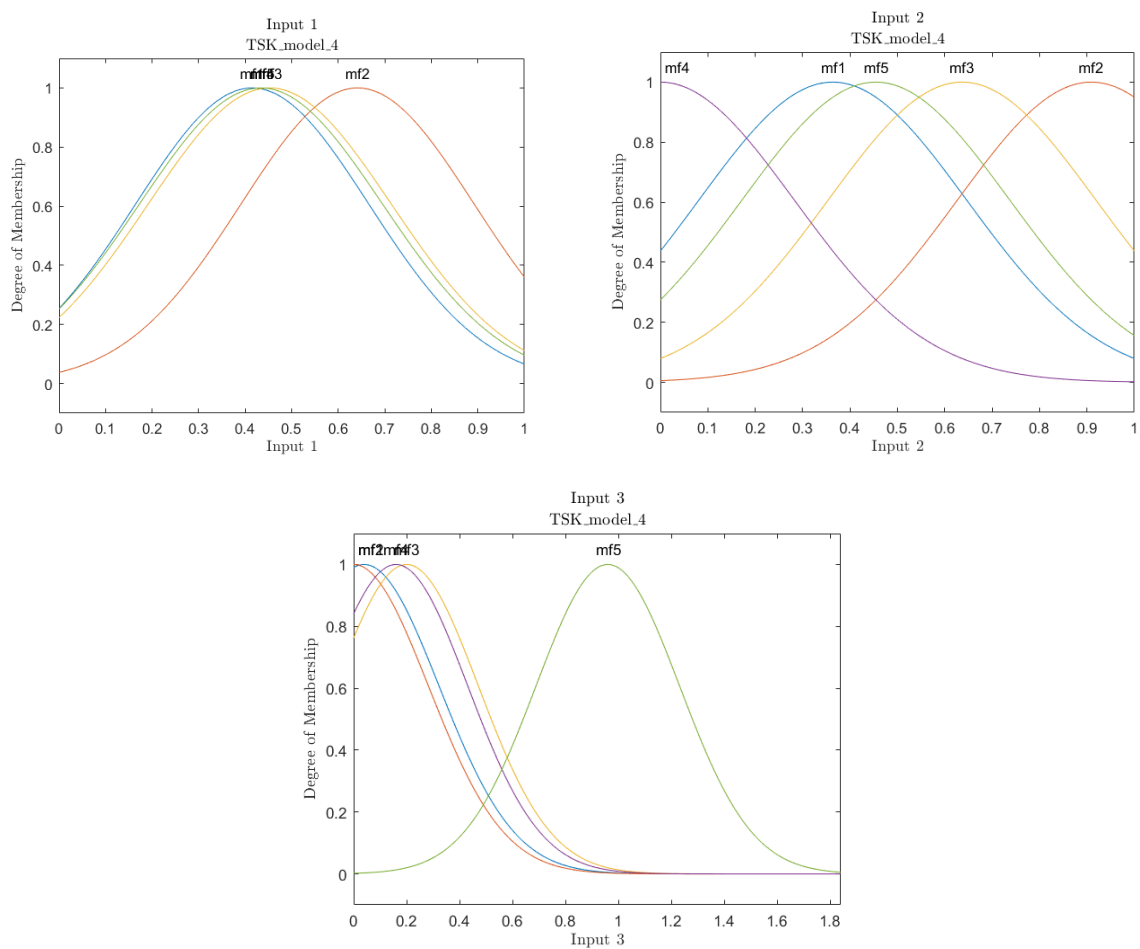 Input 1
TSK_model_4
mf2
1
0.8
0.6
0.4
0.2
0
Degree of Membership
0 0.1 0.2 0.3 0.4 0.5 0.6 0.7 0.8 0.9 1
Input 1
Input 2
TSK_model_4
mf4 mf1 mf5 mf3 mf2
1
0.8
0.6
0.4
0.2
0
Degree of Membership
0 0.1 0.2 0.3 0.4 0.5 0.6 0.7 0.8 0.9 1
Input 2
Input 3
TSK_model_4
mf3 mf5
1
0.8
0.6
0.4
0.2
0
Degree of Membership
0 0.2 0.4 0.6 0.8 1 1.2 1.4 1.6 1.8
Input 3